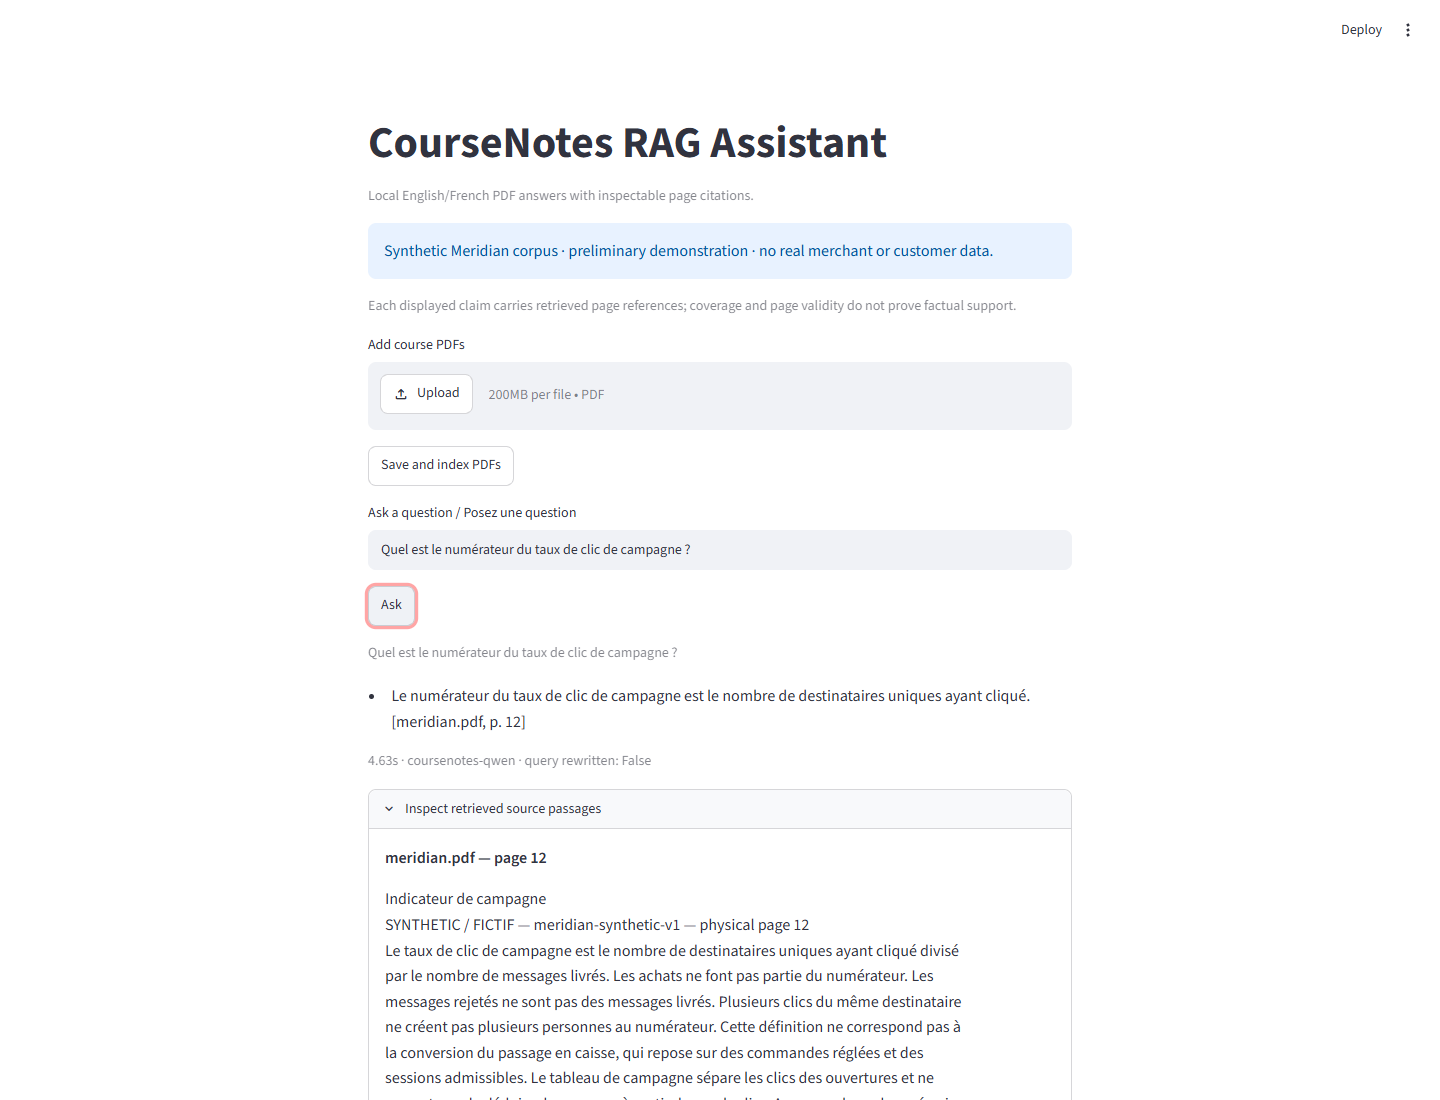 Deploy
CourseNotes RAG Assistant
Local English/French PDF answers with inspectable page citations.
Synthetic Meridian corpus · preliminary demonstration · no real merchant or customer data.
Each displayed claim carries retrieved page references; coverage and page validity do not prove factual support.
Add course PDFs
Upload
200MB per file • PDF
Save and index PDFs
Ask a question / Posez une question
Quel est le numérateur du taux de clic de campagne ?
Ask
Quel est le numérateur du taux de clic de campagne ?
• Le numérateur du taux de clic de campagne est le nombre de destinataires uniques ayant cliqué.
[meridian.pdf, p. 12]
4.63s · coursenotes-qwen · query rewritten: False
Inspect retrieved source passages
meridian.pdf — page 12
Indicateur de campagne
SYNTHETIC / FICTIF — meridian-synthetic-v1 — physical page 12
Le taux de clic de campagne est le nombre de destinataires uniques ayant cliqué divisé
par le nombre de messages livrés. Les achats ne font pas partie du numérateur. Les
messages rejetés ne sont pas des messages livrés. Plusieurs clics du même destinataire
ne créent pas plusieurs personnes au numérateur. Cette définition ne correspond pas à
la conversion du passage en caisse, qui repose sur des commandes réglées et des
sessions admissibles. Le tableau de campagne sépare les clics des ouvertures et ne